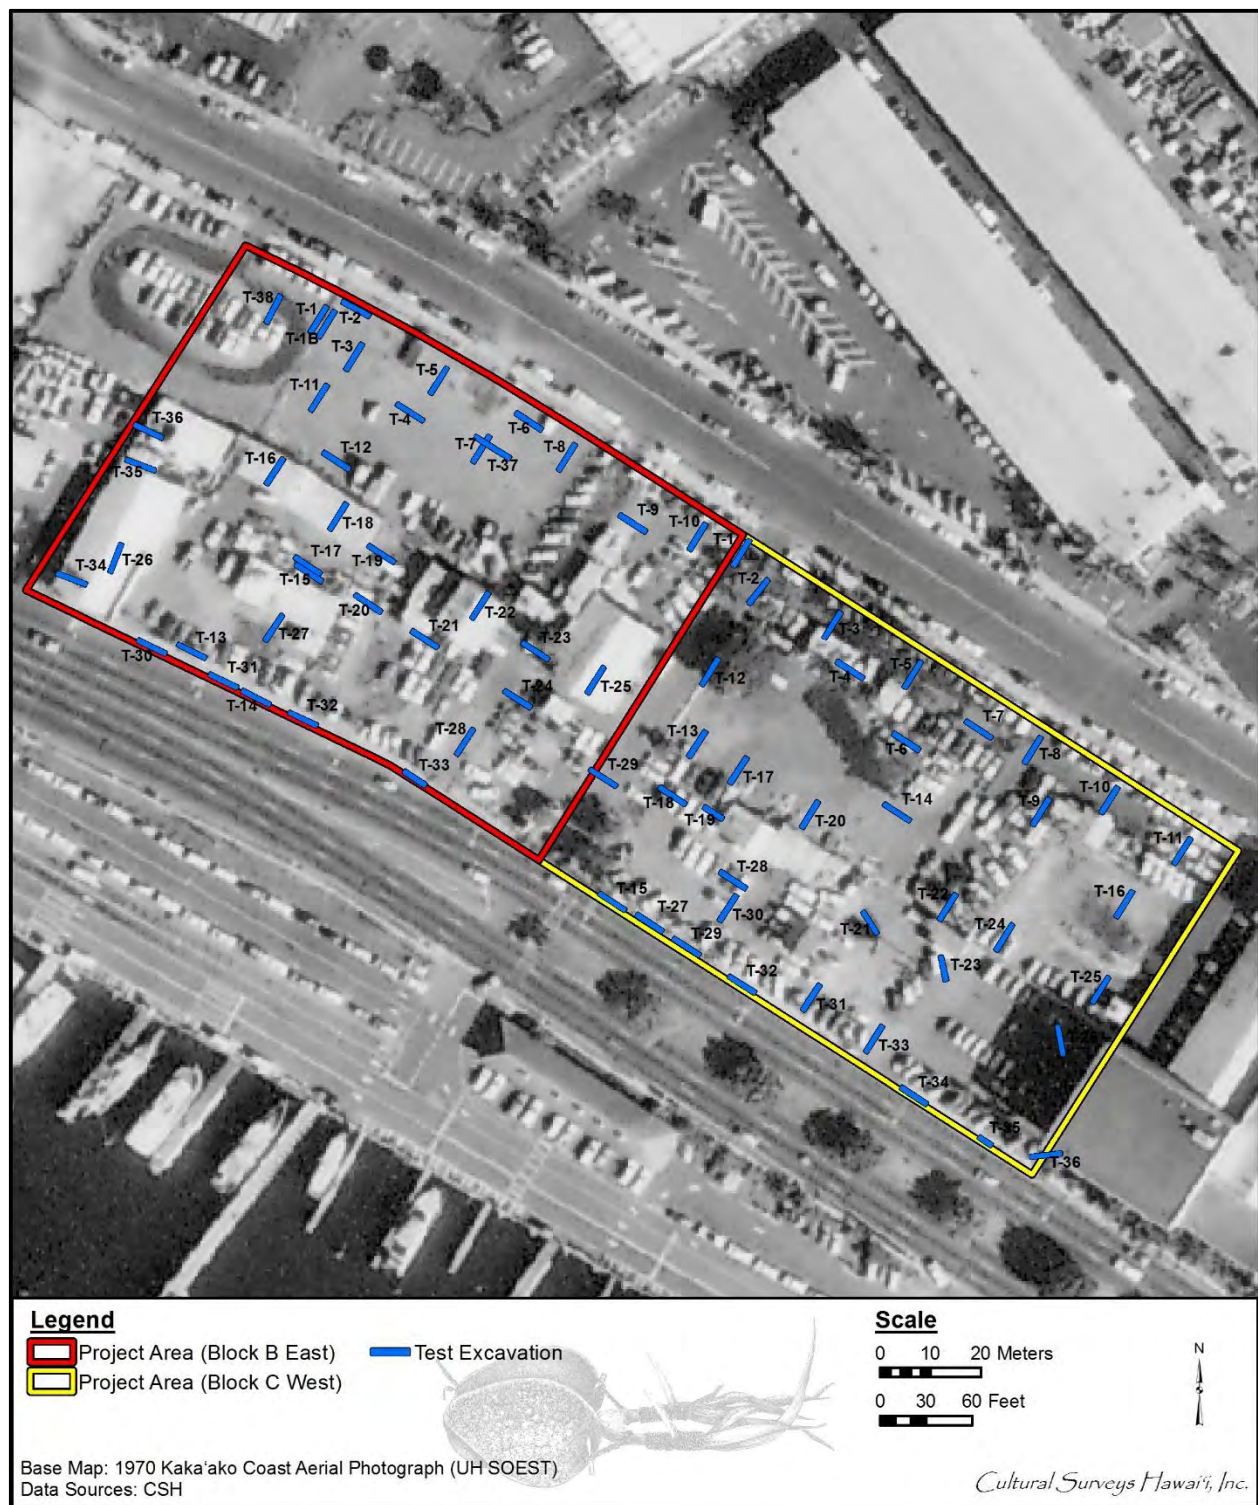 T-38
T-1
T-2
T-1B
T-3
T-5
T-11
T-4
T-6
T-36
T-7
T-8
T-12
T-37
T-35
T-16
T-18
T-9
T-10
T-1
T-17
T-19
T-26
T-34
T-15
T-2
T-20
T-22
T-3
T-27
T-21
T-13
T-30
T-23
T-4
T-5
T-31
T-12
T-25
T-14
T-32
T-24
T-28
T-13
T-7
T-6
T-8
T-33
T-29
T-17
T-18
T-19
T-20
T-14
T-9
T-10
T-11
T-28
T-15
T-27
T-30
T-22
T-16
T-21
T-24
T-29
T-23
T-32
T-25
T-31
T-33
T-34
T-35
T-36
Legend
Project Area (Block B East)
Test Excavation
Project Area (Block C West)
Scale
0 10 20 Meters
0 30 60 Feet
N
Base Map: 1970 Kakaʻako Coast Aerial Photograph (UH SOEST)
Data Sources: CSH
Cultural Surveys Hawaiʻi, Inc.